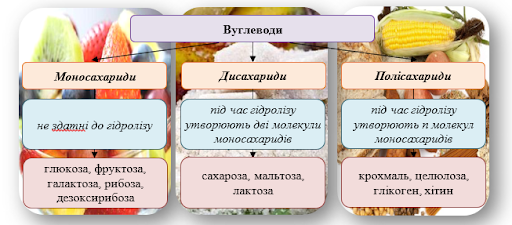 Вуглеводи
Моносахариди
Дисахариди
Полісахариди
не здатні до гідролізу
під час гідролізу
утворюють дві молекули
моносахаридів
під час гідролізу
утворюють n молекул
моносахаридів
глюкоза, фруктоза,
галактоза, рибоза,
дезоксирибоза
сахароза, мальтоза,
лактоза
крохмаль, целюлоза,
глікоген, хітин